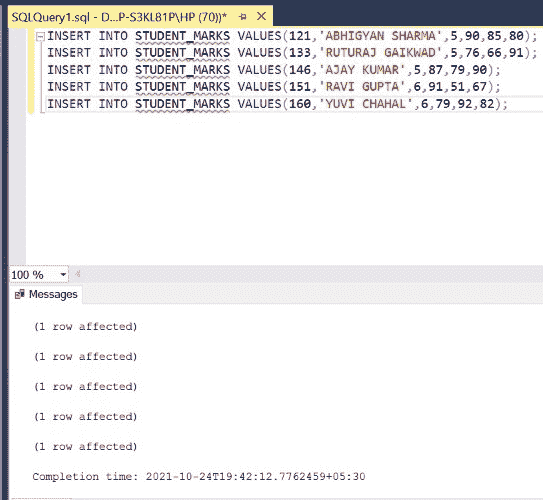 SQLQuery1.sql - D...P-S3KL81P\HP (70))*
INSERT INTO STUDENT_MARKS VALUES(121,'ABHIGYAN SHARMA',5,90,85,80);
INSERT INTO STUDENT_MARKS VALUES(133,'RUTURAJ GAIKWAD',5,76,66,91);
INSERT INTO STUDENT_MARKS VALUES(146,'AJAY KUMAR',5,87,79,90);
INSERT INTO STUDENT_MARKS VALUES(151,'RAVI GUPTA',6,91,51,67);
INSERT INTO STUDENT_MARKS VALUES(160,'YUVI CHAHAL',6,79,92,82);
100 %
Messages
(1 row affected)
(1 row affected)
(1 row affected)
(1 row affected)
(1 row affected)
Completion time: 2021-10-24T19:42:12.7762459+05:30